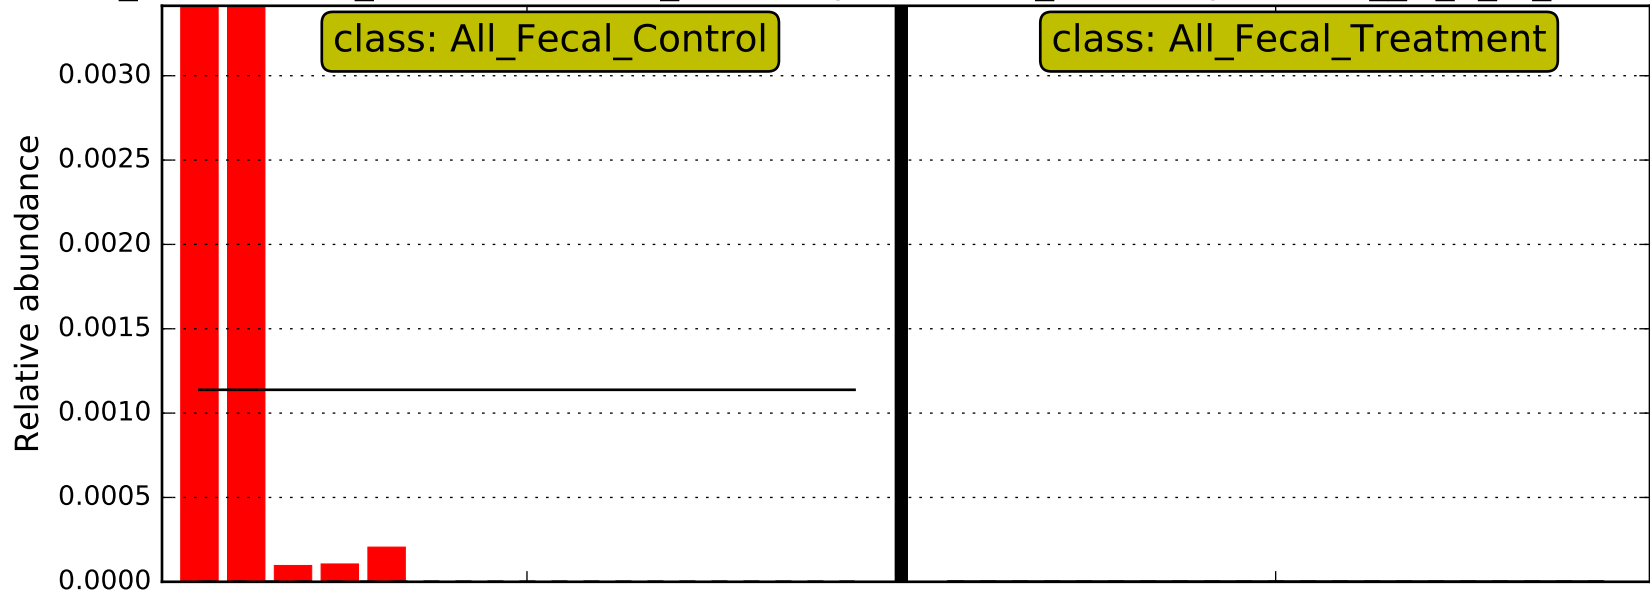 class: All_Fecal_Control
class: All_Fecal_Treatment
0.0030
0.0025
0.0020
0.0015
0.0010
0.0005
0.0000
Relative abundance